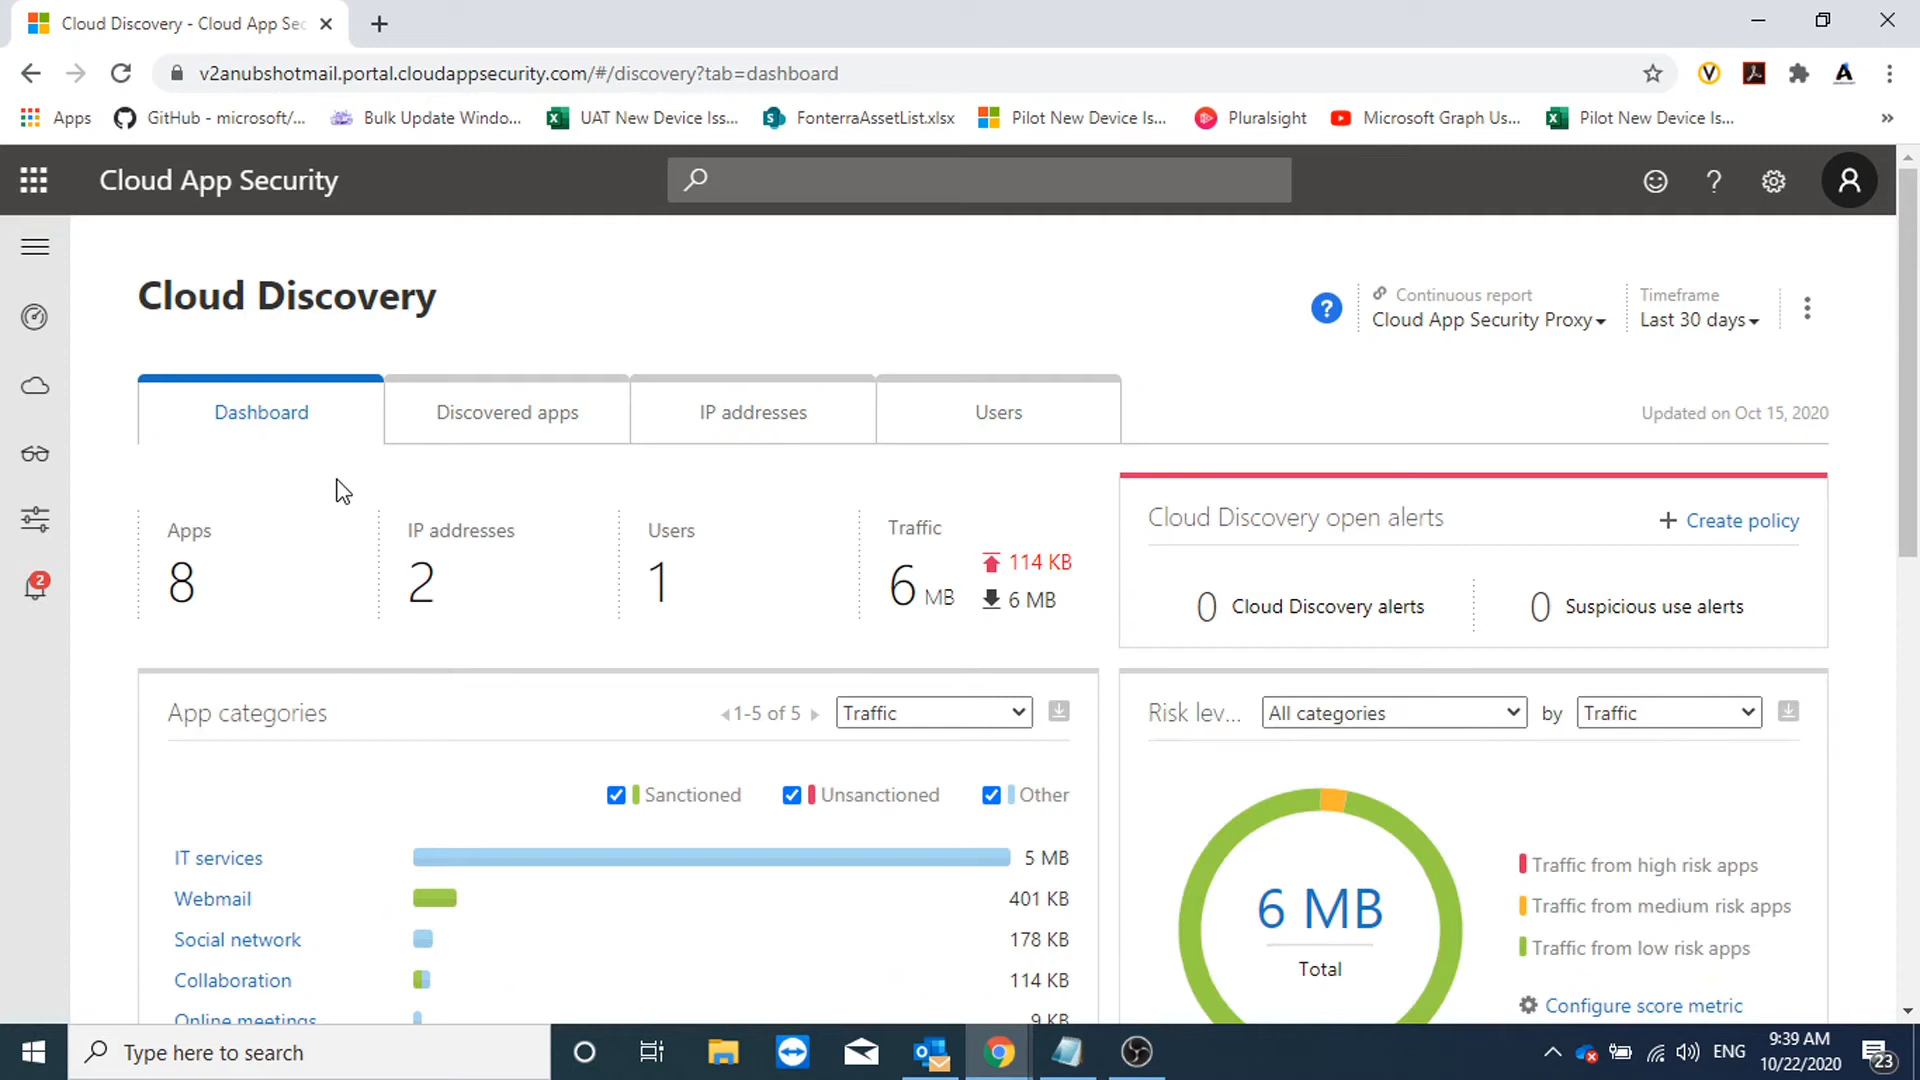 Cloud Discovery - Cloud App Sec
v2anubshotmail.portal.cloudappsecurity.com/#/discovery?tab=dashboard
Apps
GitHub - microsoft/...
Bulk Update Windo...
UAT New Device Iss...
FonterraAssetList.xlsx
Pilot New Device Is...
Pluralsight
Microsoft Graph Us...
Pilot New Device Is...
Cloud App Security
Cloud Discovery
Continuous report
Cloud App Security Proxy
Timeframe
Last 30 days
Dashboard
Discovered apps
IP addresses
Users
Updated on Oct 15, 2020
2
Apps
8
IP addresses
2
Users
1
Traffic
6 MB
114 KB
6 MB
Cloud Discovery open alerts
+ Create policy
0 Cloud Discovery alerts
0 Suspicious use alerts
App categories
1-5 of 5
Traffic
Sanctioned
Unsanctioned
Other
IT services
5 MB
Webmail
401 KB
Social network
178 KB
Collaboration
114 KB
Online meetings
9 KB
Risk lev...
All categories
by
Traffic
6 MB
Total
Traffic from high risk apps
Traffic from medium risk apps
Traffic from low risk apps
Configure score metric
Type here to search
ENG
9:39 AM
10/22/2020
23